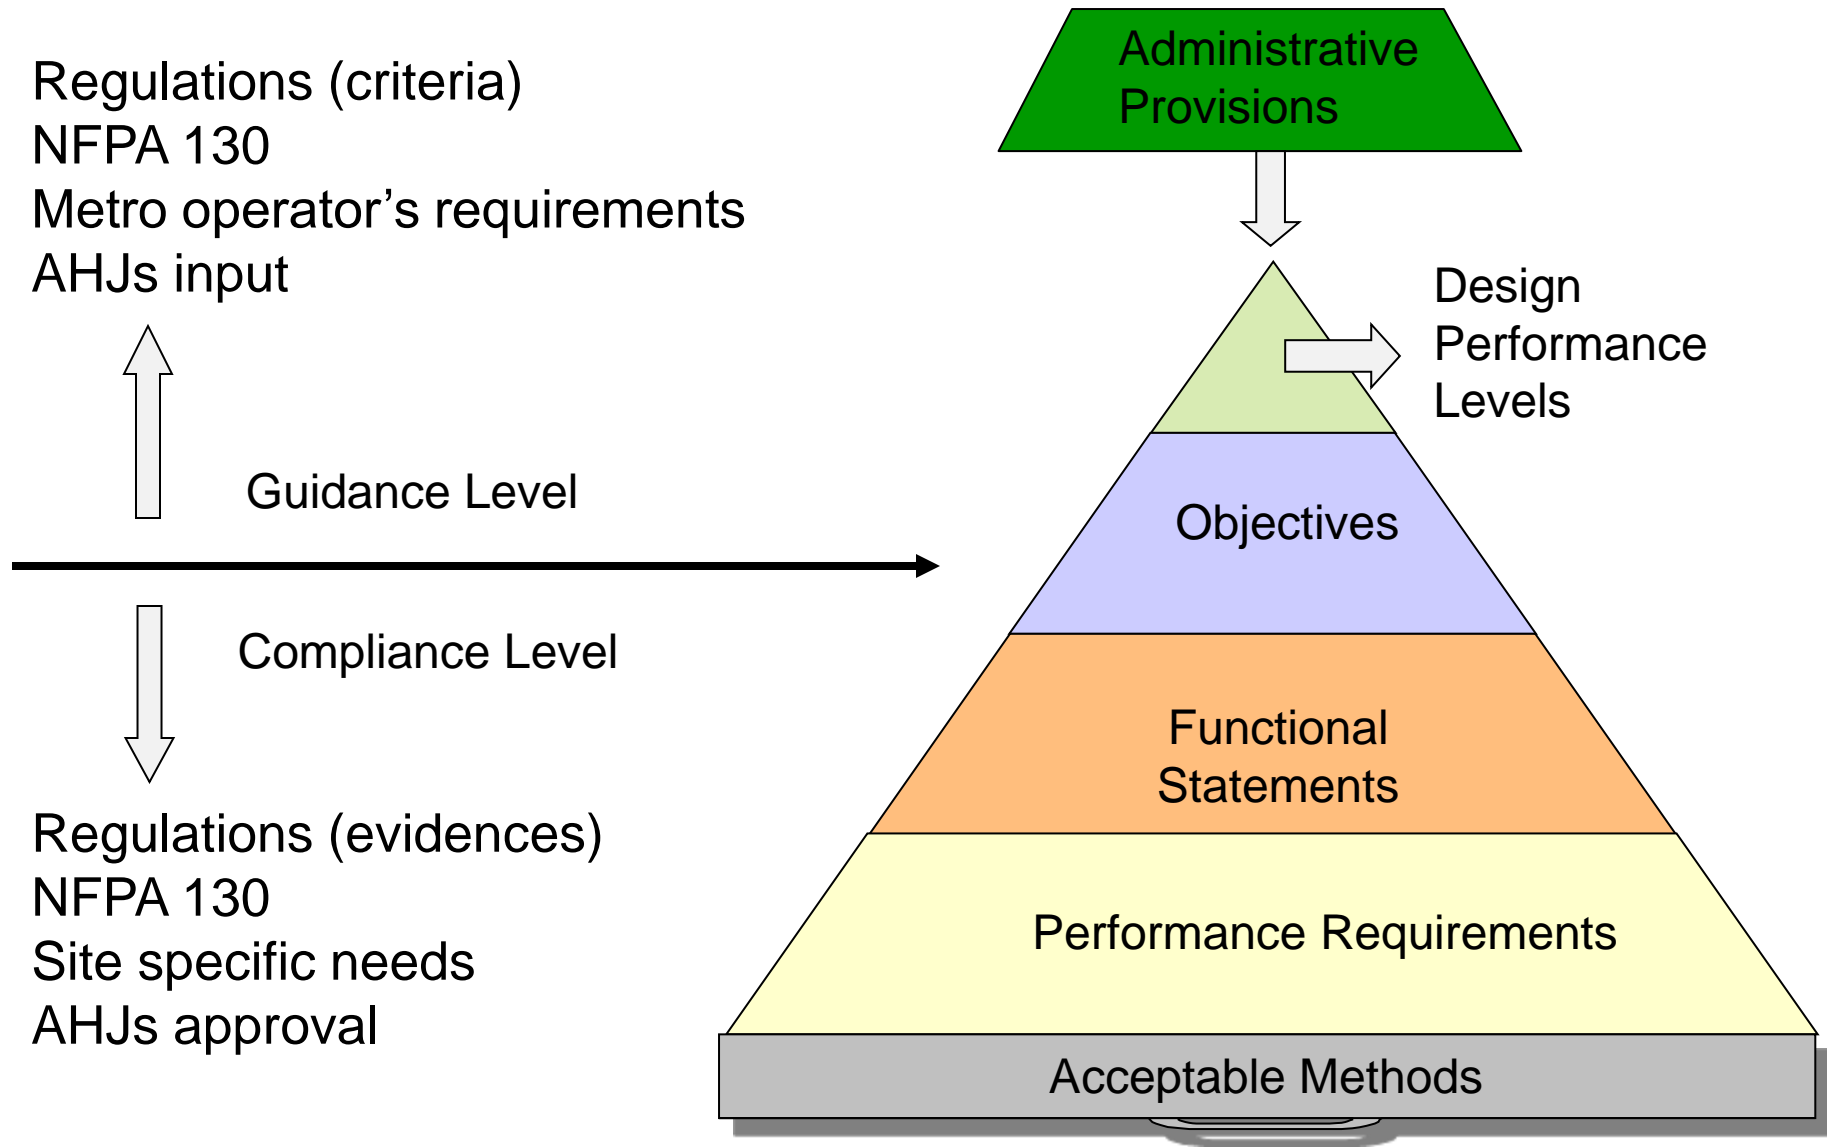 Regulations (criteria)
NFPA 130
Metro operator’s requirements
AHJs input
Guidance Level
Compliance Level
Regulations (evidences)
NFPA 130
Site specific needs
AHJs approval
Administrative
Provisions
Design
Performance
Levels
Objectives
Functional
Statements
Performance Requirements
Acceptable Methods